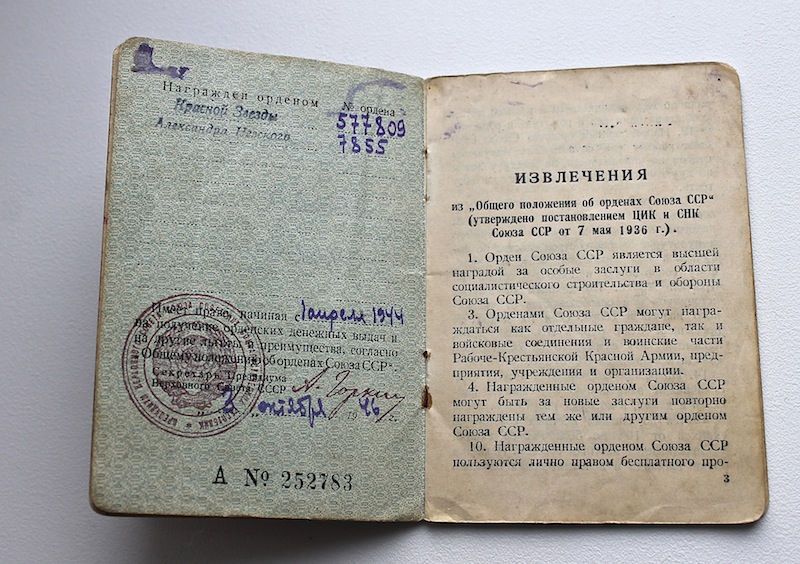 Награжден орденом
№ ордена
Красной Звезды
577809
Александра Невского
7855
Имеет право, начиная с 1 апреля 1944
на получение орденских денежных выдач и
на другие льготы и преимущества, согласно
„Общему положению об орденах Союза ССР“.
Секретарь Президиума
Верховного Совета СССР А. Горкин
„3“ октября 1946 г.
А № 252783
ИЗВЛЕЧЕНИЯ
из „Общего положения об орденах Союза ССР“
(утверждено постановлением ЦИК и СНК
Союза ССР от 7 мая 1936 г.).
1. Орден Союза ССР является высшей
наградой за особые заслуги в области
социалистического строительства и обороны
Союза ССР.
3. Орденами Союза ССР могут награ-
ждаться как отдельные граждане, так и
войсковые соединения и воинские части
Рабоче-Крестьянской Красной Армии, пред-
приятия, учреждения и организации.
4. Награжденные орденом Союза ССР
могут быть за новые заслуги повторно
награждены тем же или другим орденом
Союза ССР.
10. Награжденные орденом Союза ССР
пользуются лично правом бесплатного про-
3